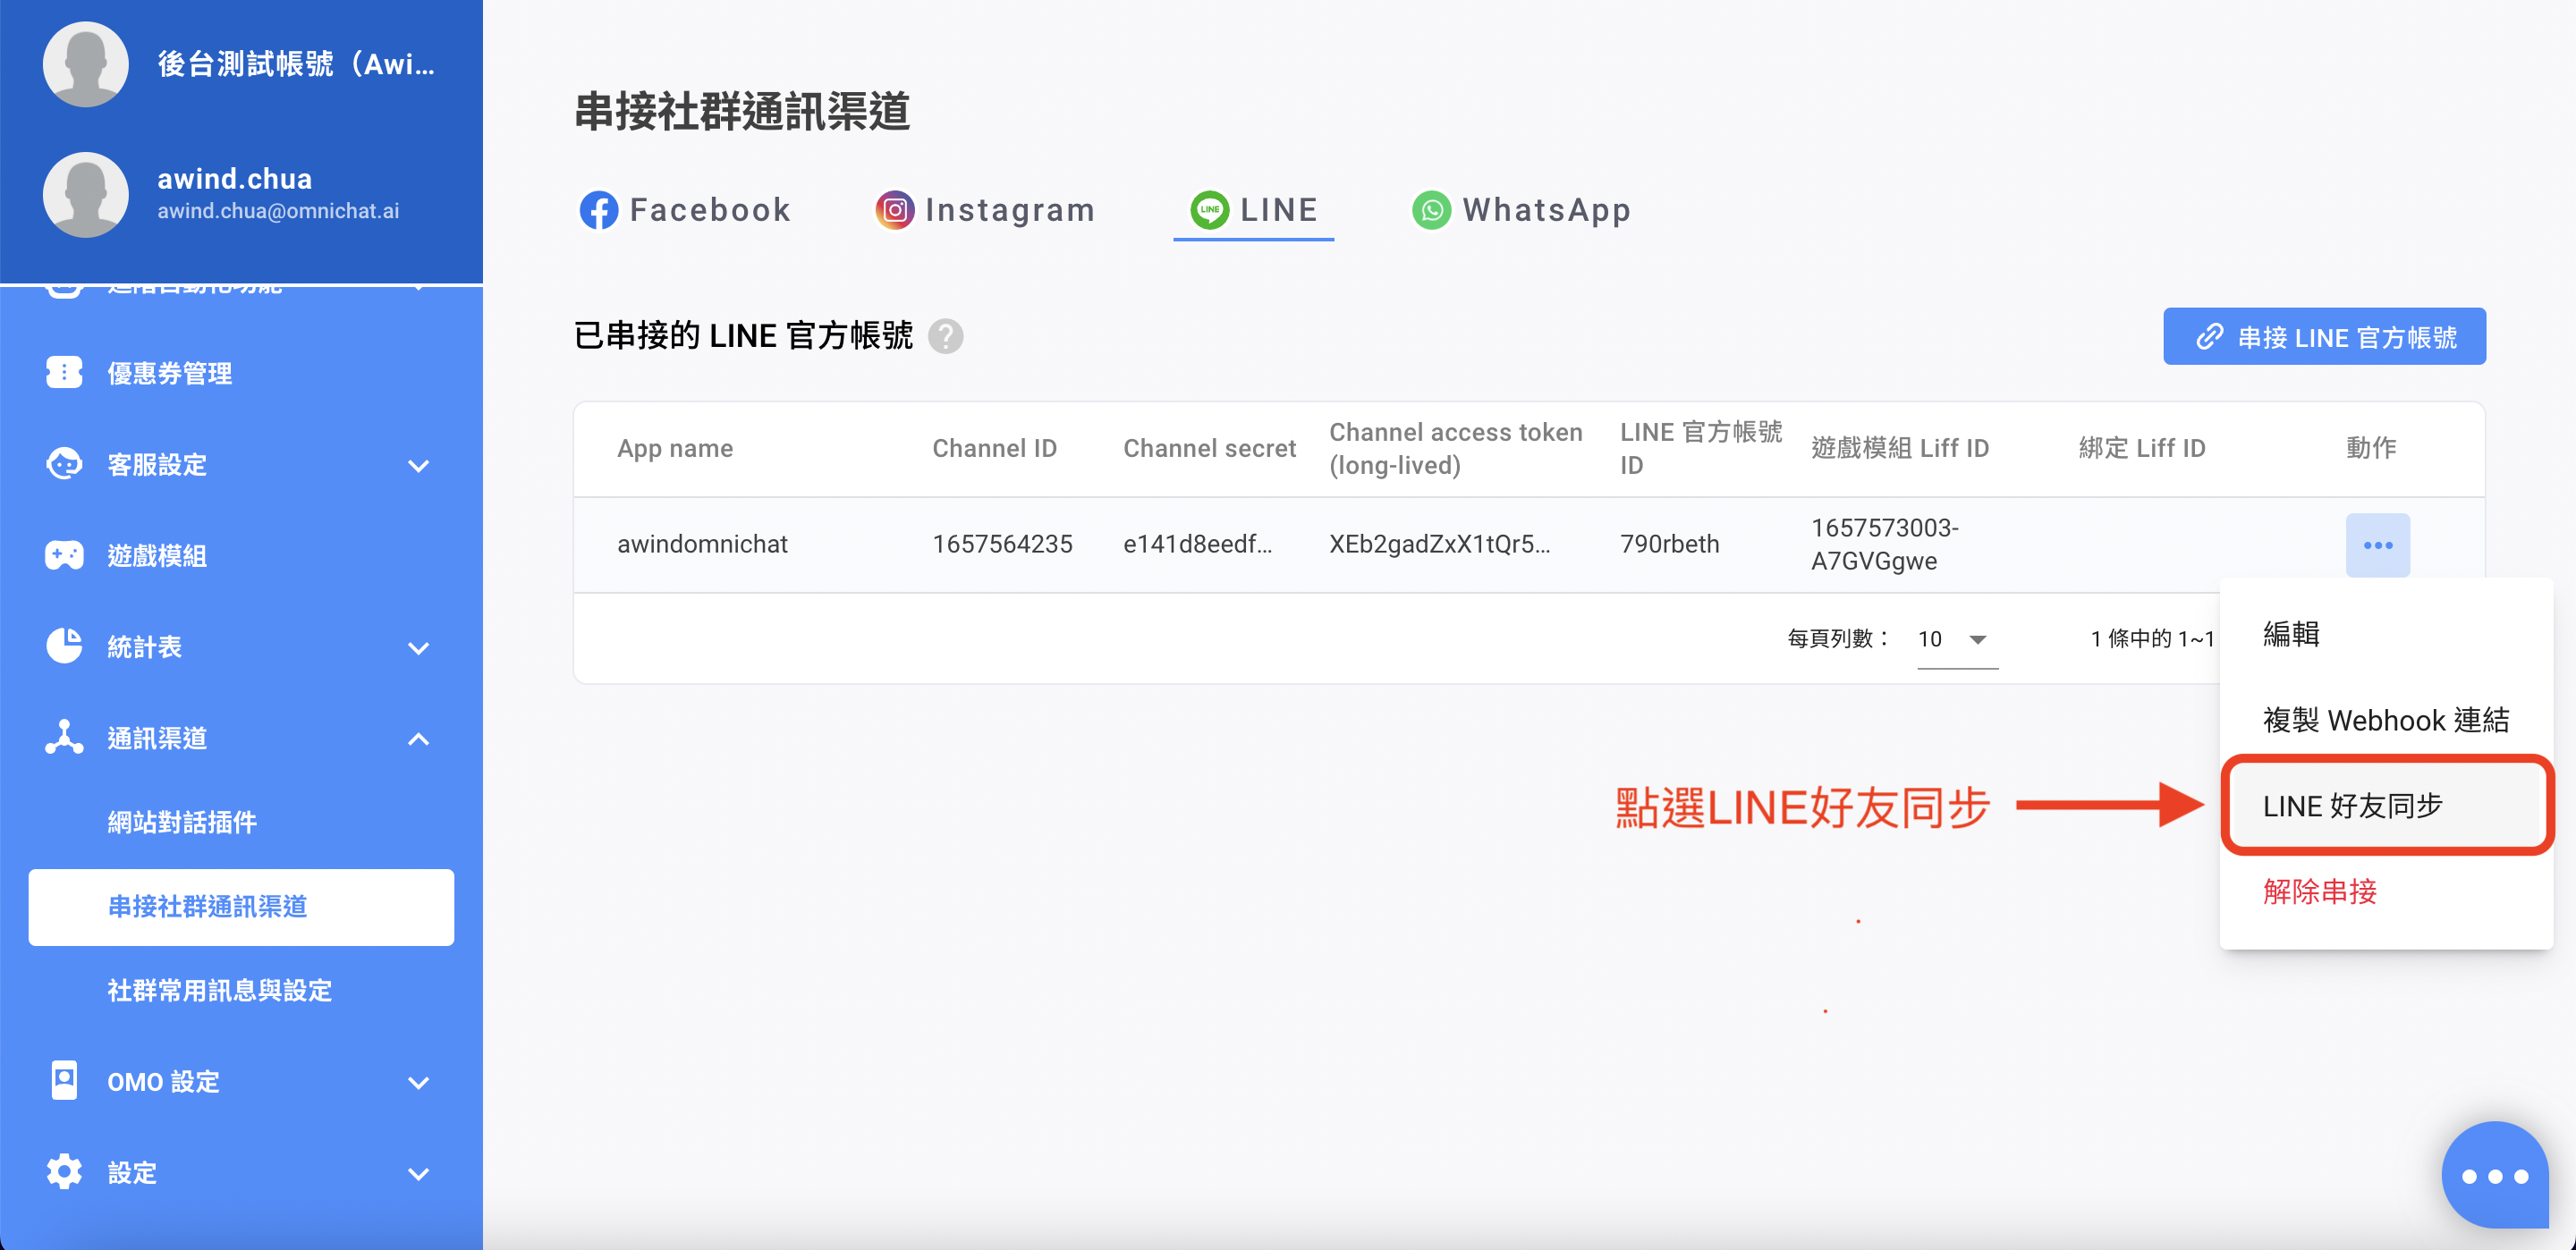 後台測試帳號（Awi...
awind.chua
awind.chua@omnichat.ai
進階自動化功能
優惠券管理
客服設定
遊戲模組
統計表
通訊渠道
網站對話插件
串接社群通訊渠道
社群常用訊息與設定
OMO 設定
設定
串接社群通訊渠道
Facebook
Instagram
LINE
LINE
WhatsApp
已串接的 LINE 官方帳號
?
串接 LINE 官方帳號
App name
Channel ID
Channel secret
Channel access token
(long-lived)
LINE 官方帳號
ID
遊戲模組 Liff ID
綁定 Liff ID
動作
awindomnichat
1657564235
e141d8eedf...
XEb2gadZxX1tQr5...
790rbeth
1657573003-
A7GVGgwe
每頁列數：
10
1 條中的 1~1
編輯
複製 Webhook 連結
點選LINE好友同步
LINE 好友同步
解除串接